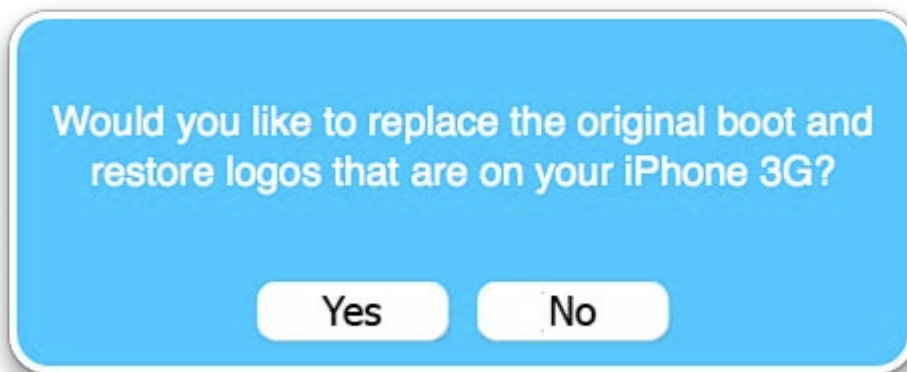 Would you like to replace the original boot and
restore logos that are on your iPhone 3G?
Yes
No